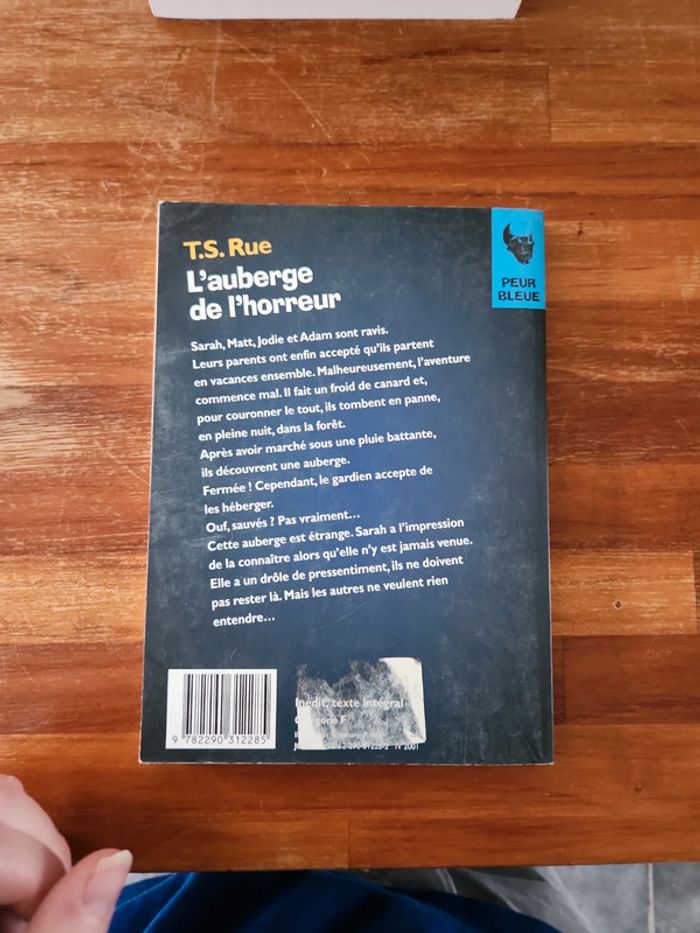 T.S. Rue
L'auberge
de l'horreur
PEUR
BLEUE
Sarah, Matt, Jodie et Adam sont ravis.
Leurs parents ont enfin accepté qu'ils partent
en vacances ensemble. Malheureusement, l'aventure
commence mal. Il fait un froid de canard et,
pour couronner le tout, ils tombent en panne,
en pleine nuit, dans la forêt.
Après avoir marché sous une pluie battante,
ils découvrent une auberge.
Fermée ! Cependant, le gardien accepte de
les héberger.
Ouf, sauvés ? Pas vraiment...
Cette auberge est étrange. Sarah a l'impression
de la connaître alors qu'elle n'y est jamais venue.
Elle a un drôle de pressentiment, ils ne doivent
pas rester là. Mais les autres ne veulent rien
entendre...
9 782290 312285
Inédit, texte intégral
F
IV 2001